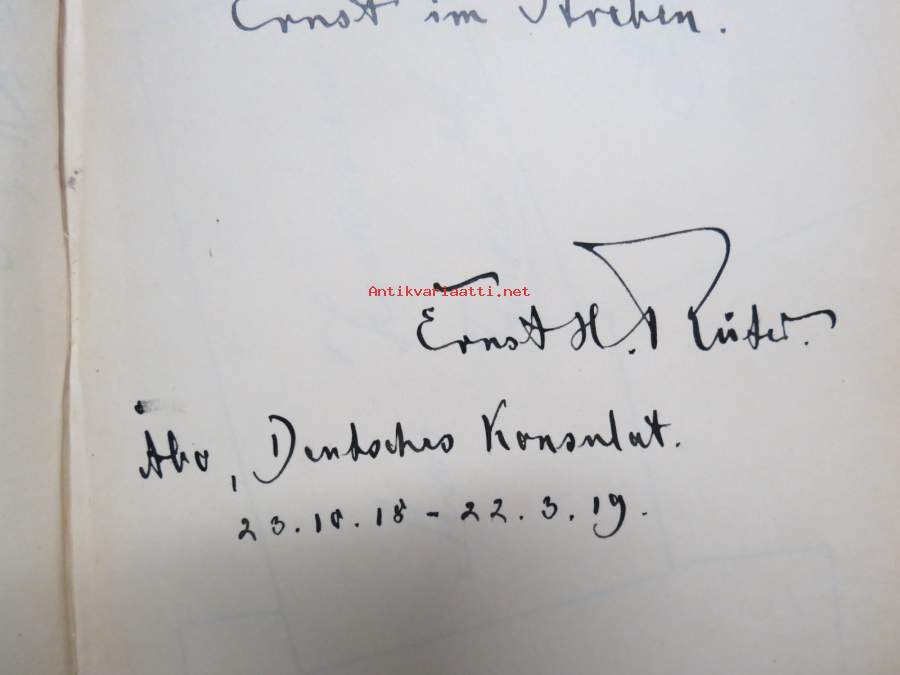 Ernst im Streben.
Antikvariaatti.net
Ernst H. Rüter.
Åbo, Deutsches Konsulat.
23.10.18 - 22.3.19.